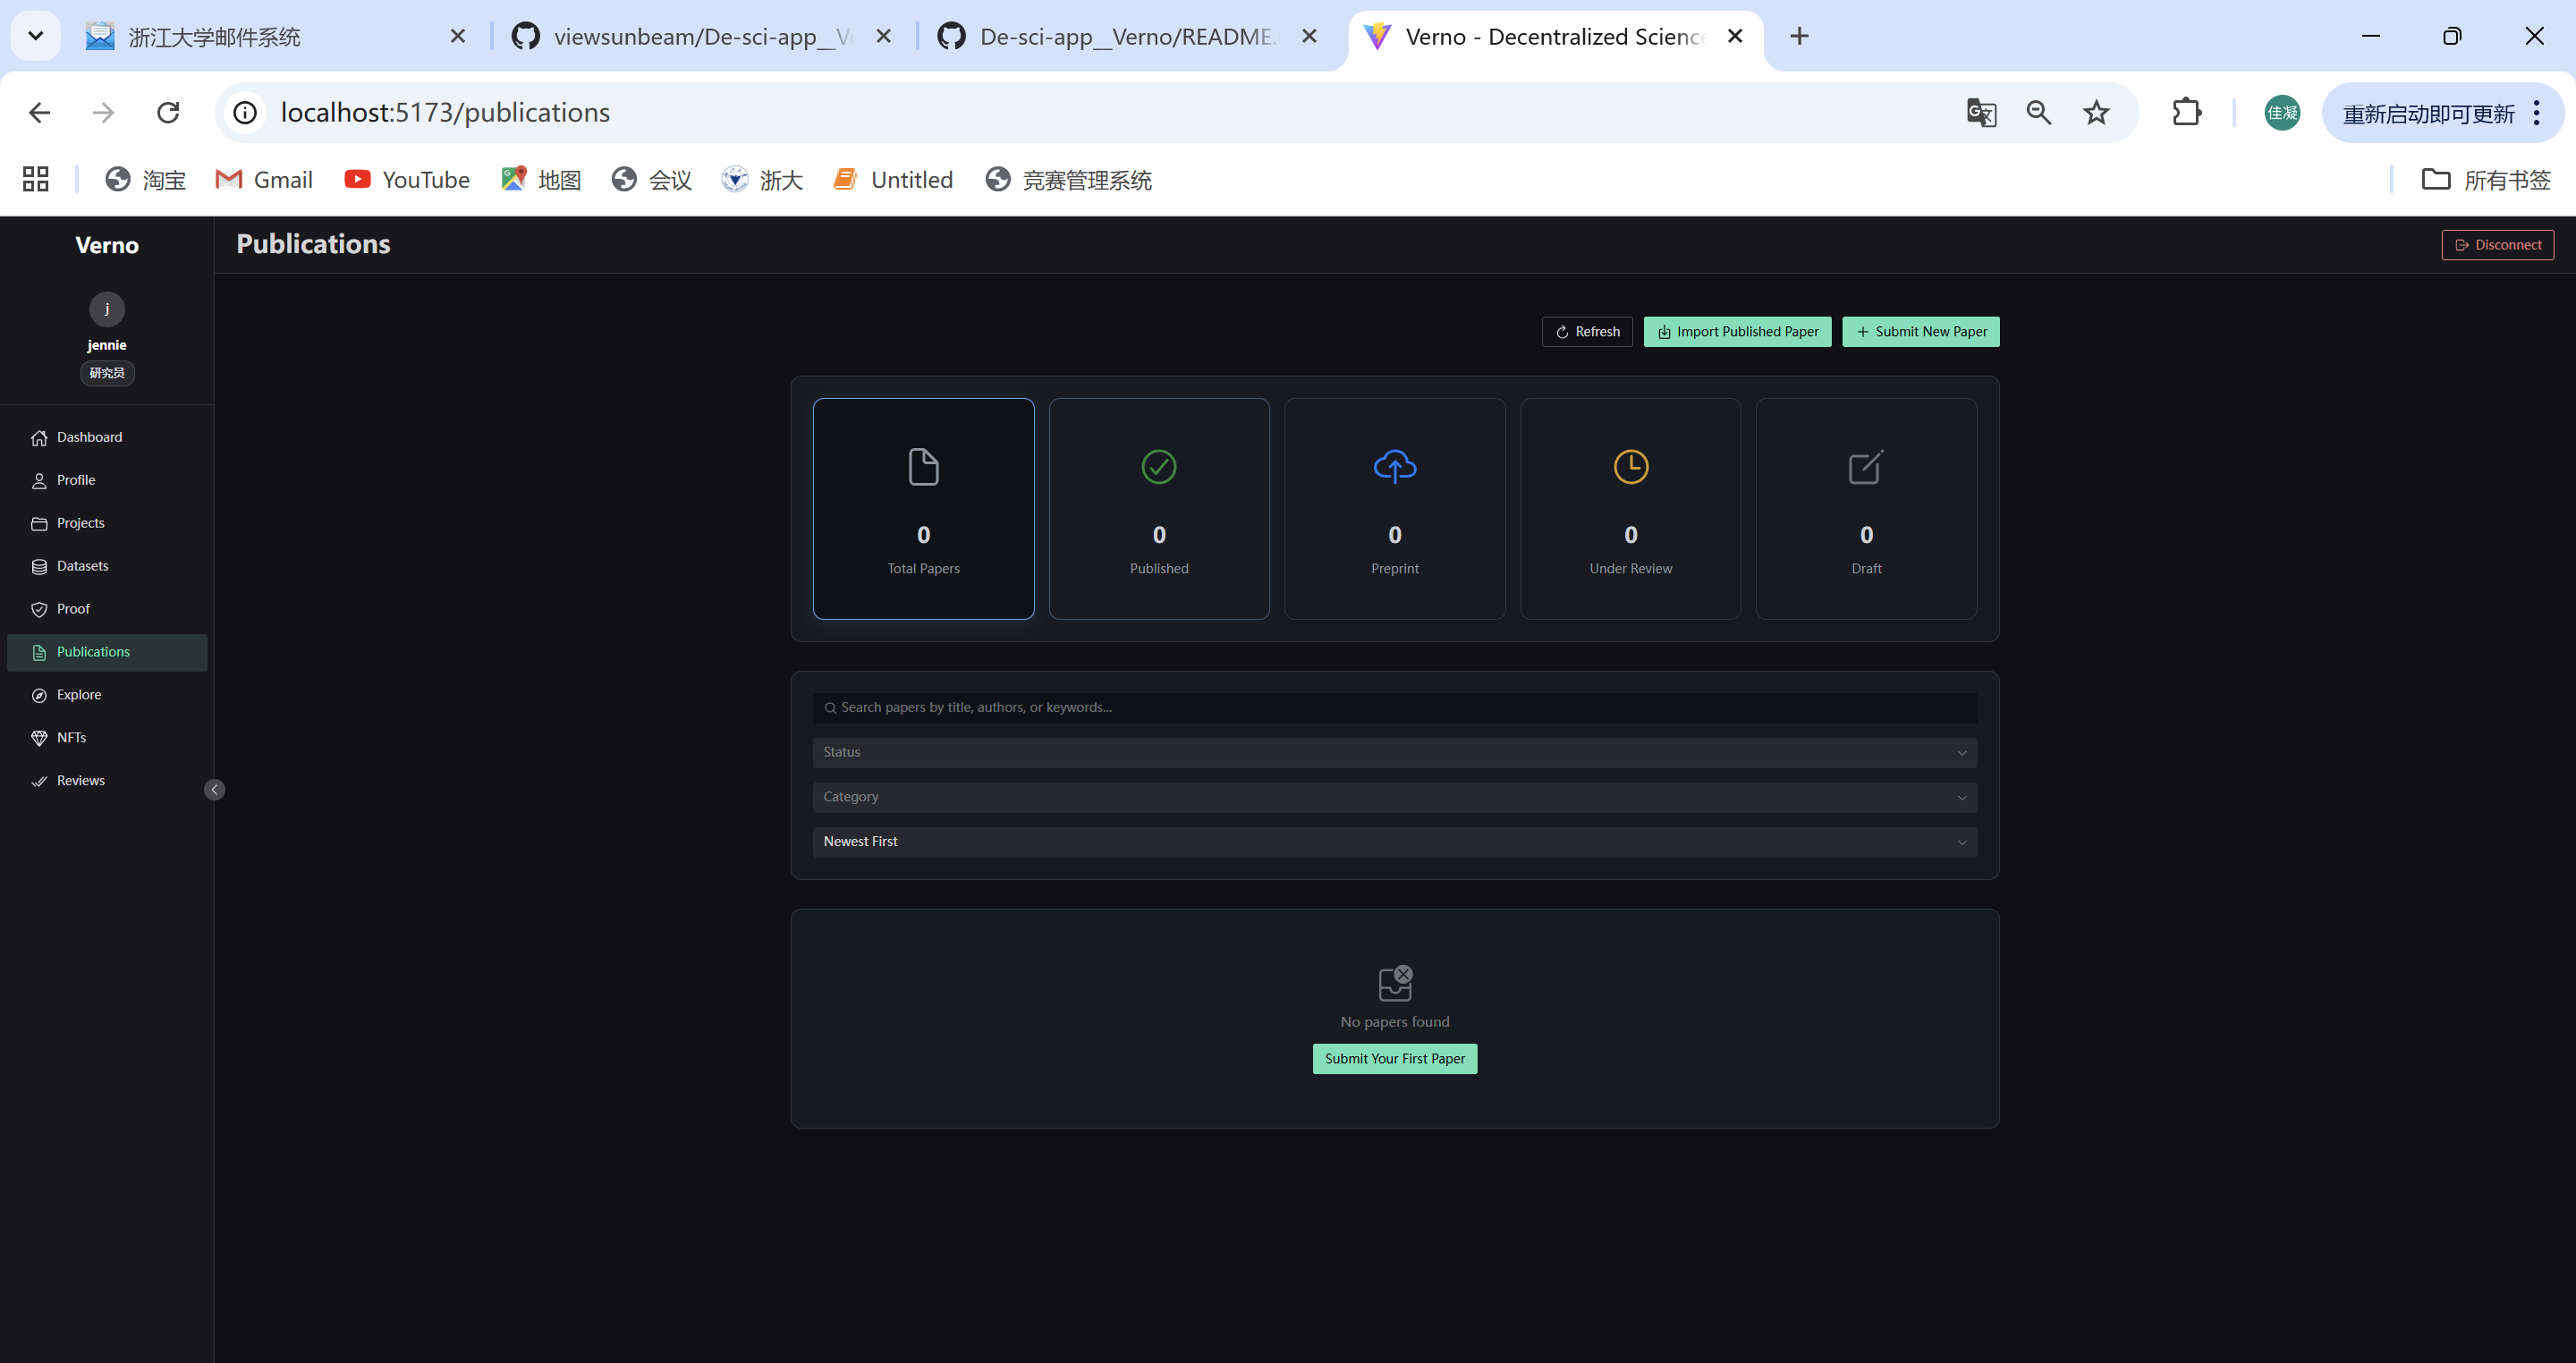 浙江大学邮件系统
viewsunbeam/De-sci-app__Ve
De-sci-app__Verno/README.
Verno - Decentralized Science
localhost:5173/publications
佳凝
重新启动即可更新
淘宝
Gmail
YouTube
地图
会议
浙大
Untitled
竞赛管理系统
所有书签
Verno
Publications
Disconnect
j
jennie
研究员
Dashboard
Profile
Projects
Datasets
Proof
Publications
Explore
NFTs
Reviews
Refresh
Import Published Paper
Submit New Paper
0
Total Papers
0
Published
0
Preprint
0
Under Review
0
Draft
Search papers by title, authors, or keywords...
Status
Category
Newest First
No papers found
Submit Your First Paper